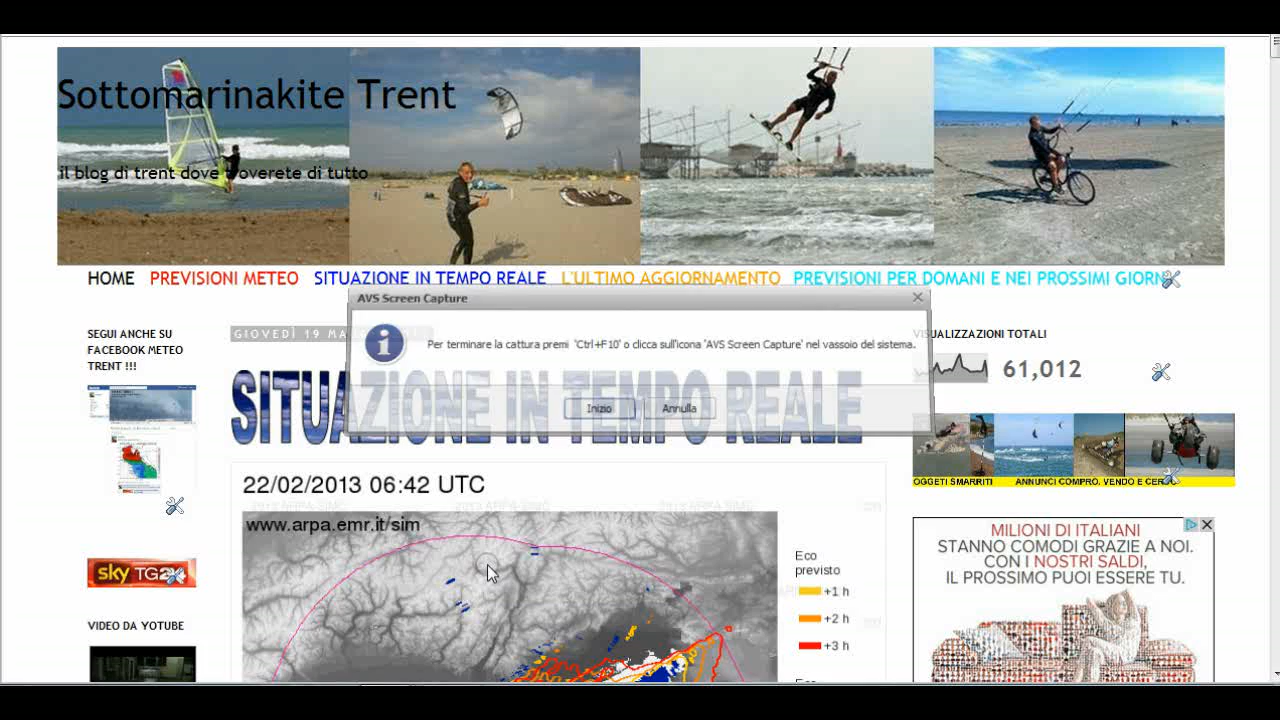 Sottomarinakite Trent
il blog di trent dove troverete di tutto
HOME PREVISIONI METEO SITUAZIONE IN TEMPO REALE L'ULTIMO AGGIORNAMENTO PREVISIONI PER DOMANI E NEI PROSSIMI GIORN
AVS Screen Capture
Per terminare la cattura premi 'Ctrl+F10' o clicca sull'icona 'AVS Screen Capture' nel vassoio del sistema.
Inizio Annulla
SEGUI ANCHE SU
FACEBOOK METEO
TRENT !!!
GIOVEDÌ 19
SITUAZIONE IN TEMPO REALE
22/02/2013 06:42 UTC
www.arpa.emr.it/sim
Eco
previsto
+1 h
+2 h
+3 h
sky TG24
VIDEO DA YOTUBE
VISUALIZZAZIONI TOTALI
61,012
OGGETI SMARRITI ANNUNCI COMPRO, VENDO E
MILIONI DI ITALIANI
STANNO COMODI GRAZIE A NOI.
CON I NOSTRI SALDI,
IL PROSSIMO PUOI ESSERE TU.